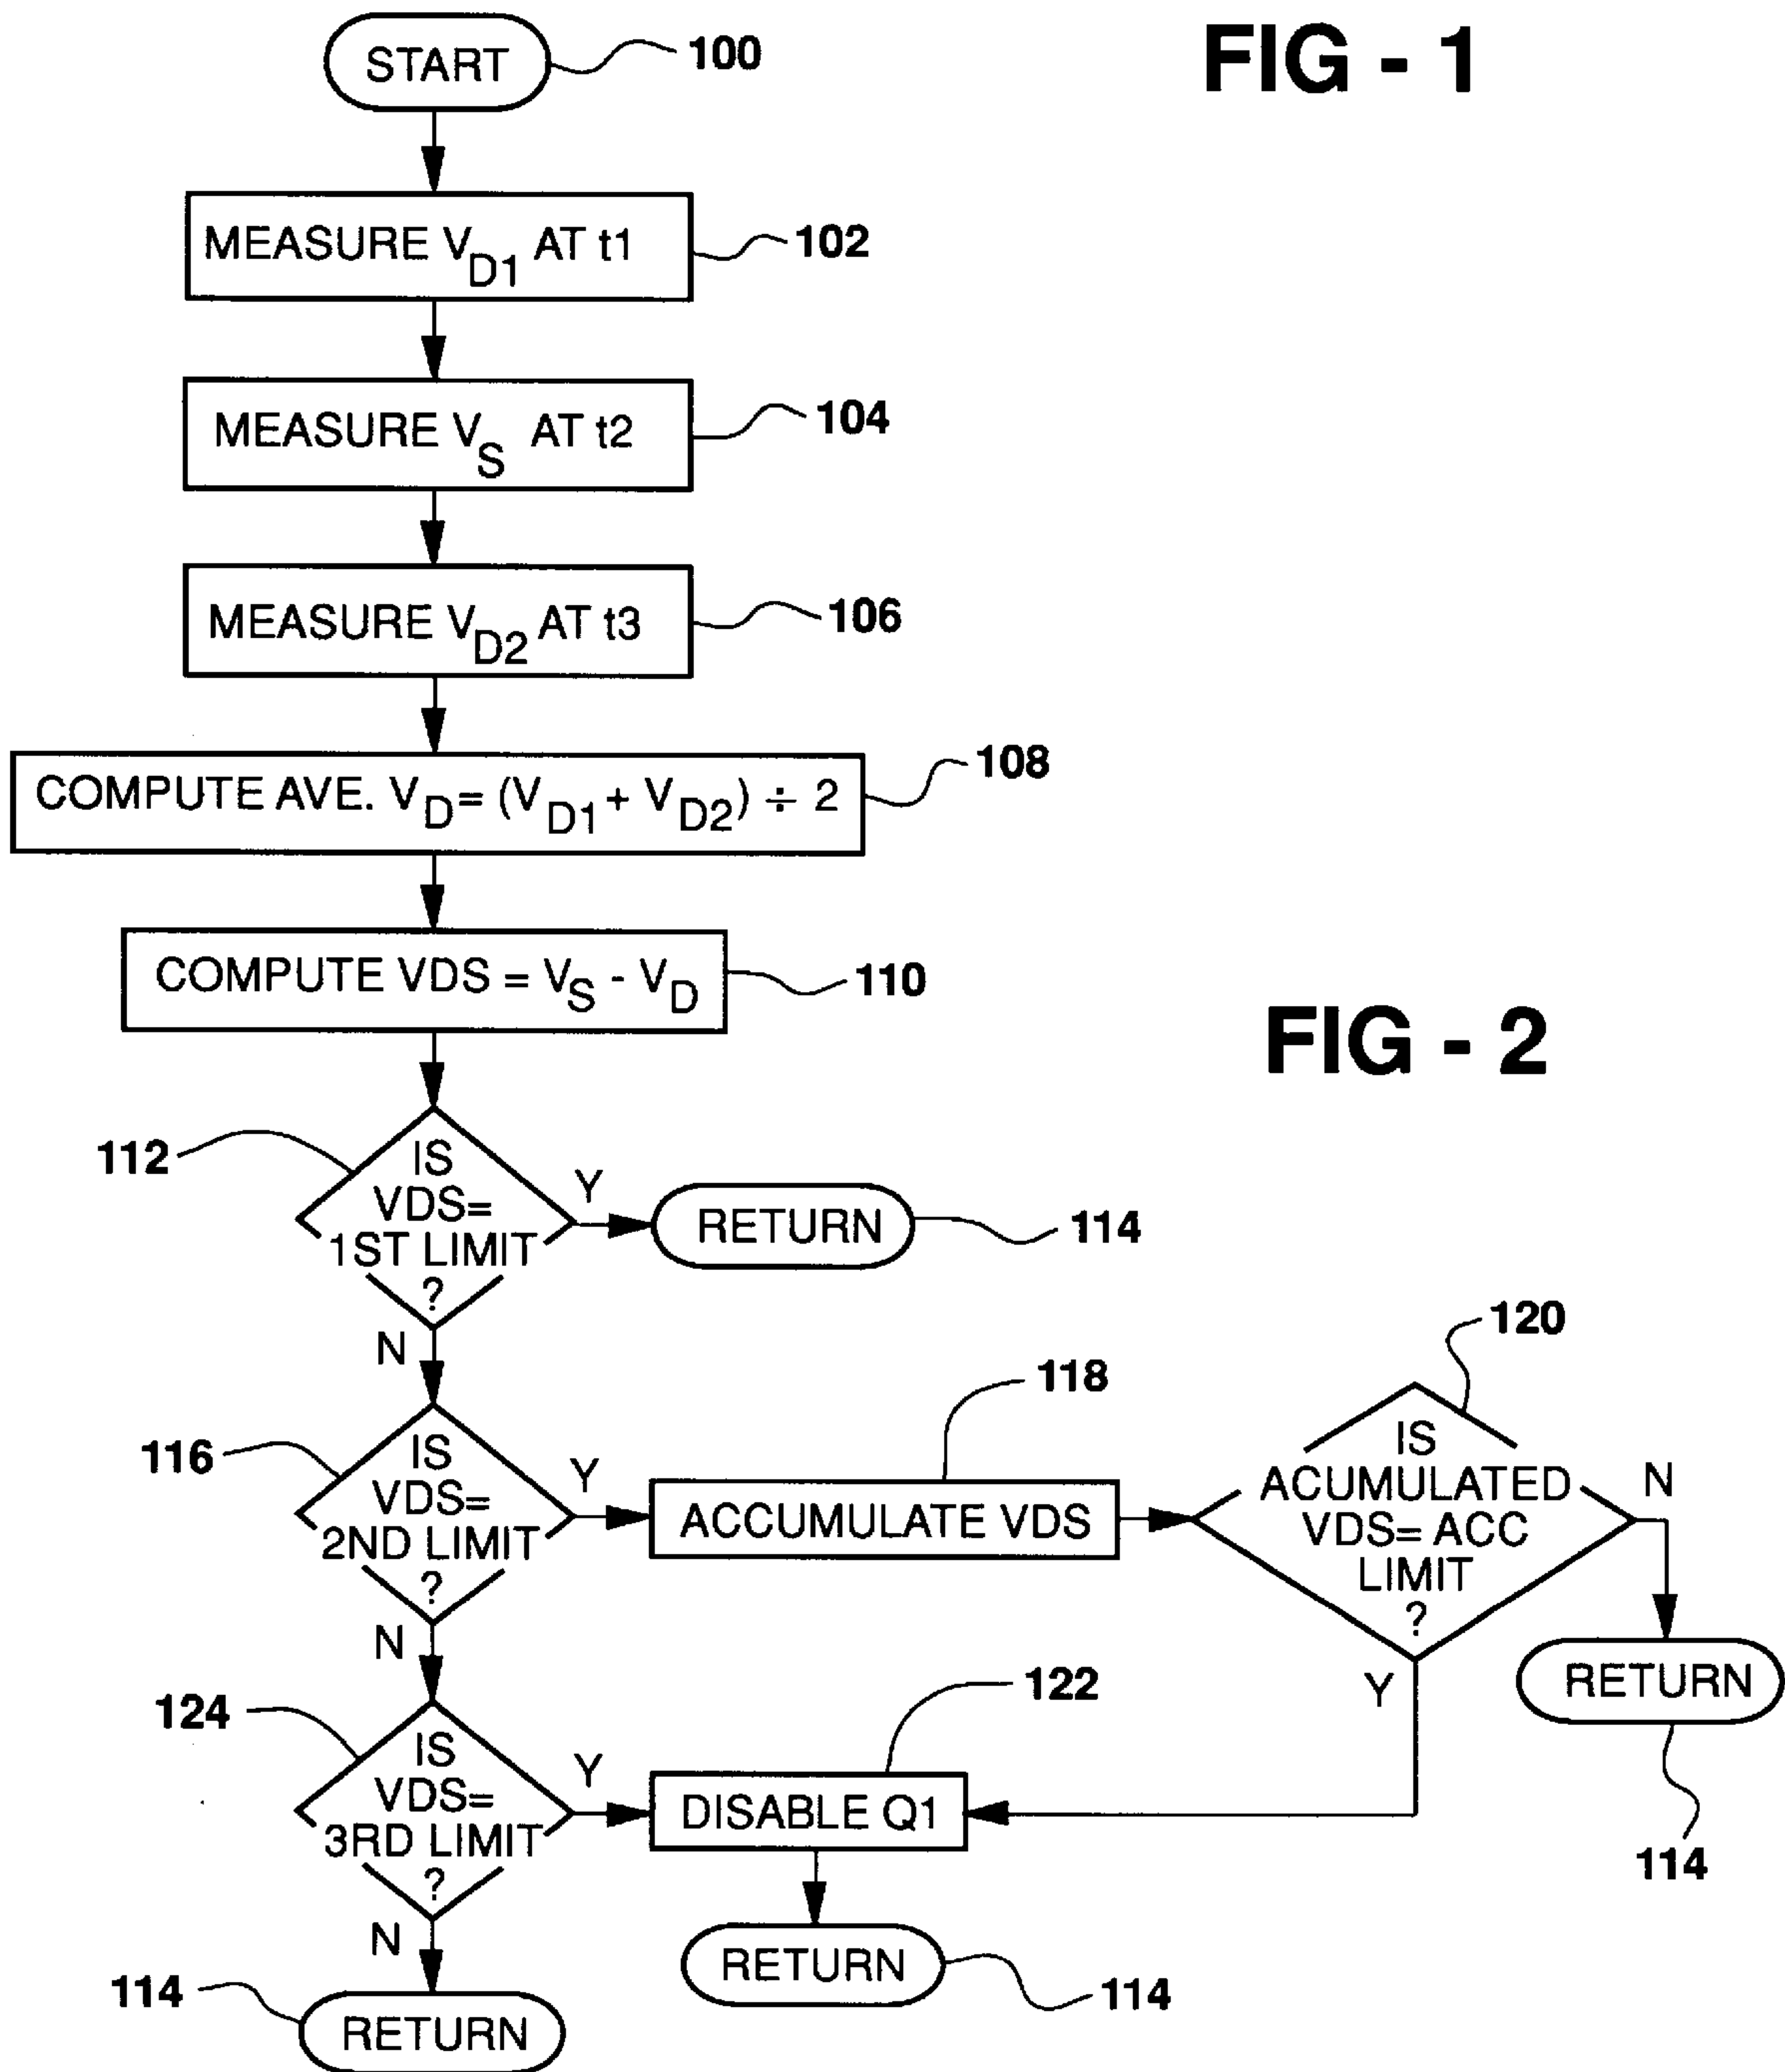 FIG - 1
START
100
MEASURE VD1 AT t1
102
MEASURE VS AT t2
104
MEASURE VD2 AT t3
106
COMPUTE AVE. VD= (VD1 + VD2) ÷ 2
108
COMPUTE VDS = VS - VD
110
FIG - 2
112
IS
VDS=
1ST LIMIT
?
Y
RETURN
114
N
116
IS
VDS=
2ND LIMIT
?
Y
118
ACCUMULATE VDS
120
IS
ACUMULATED
VDS= ACC
LIMIT
?
N
RETURN
114
Y
N
124
IS
VDS=
3RD LIMIT
?
Y
122
DISABLE Q1
RETURN
114
N
114
RETURN